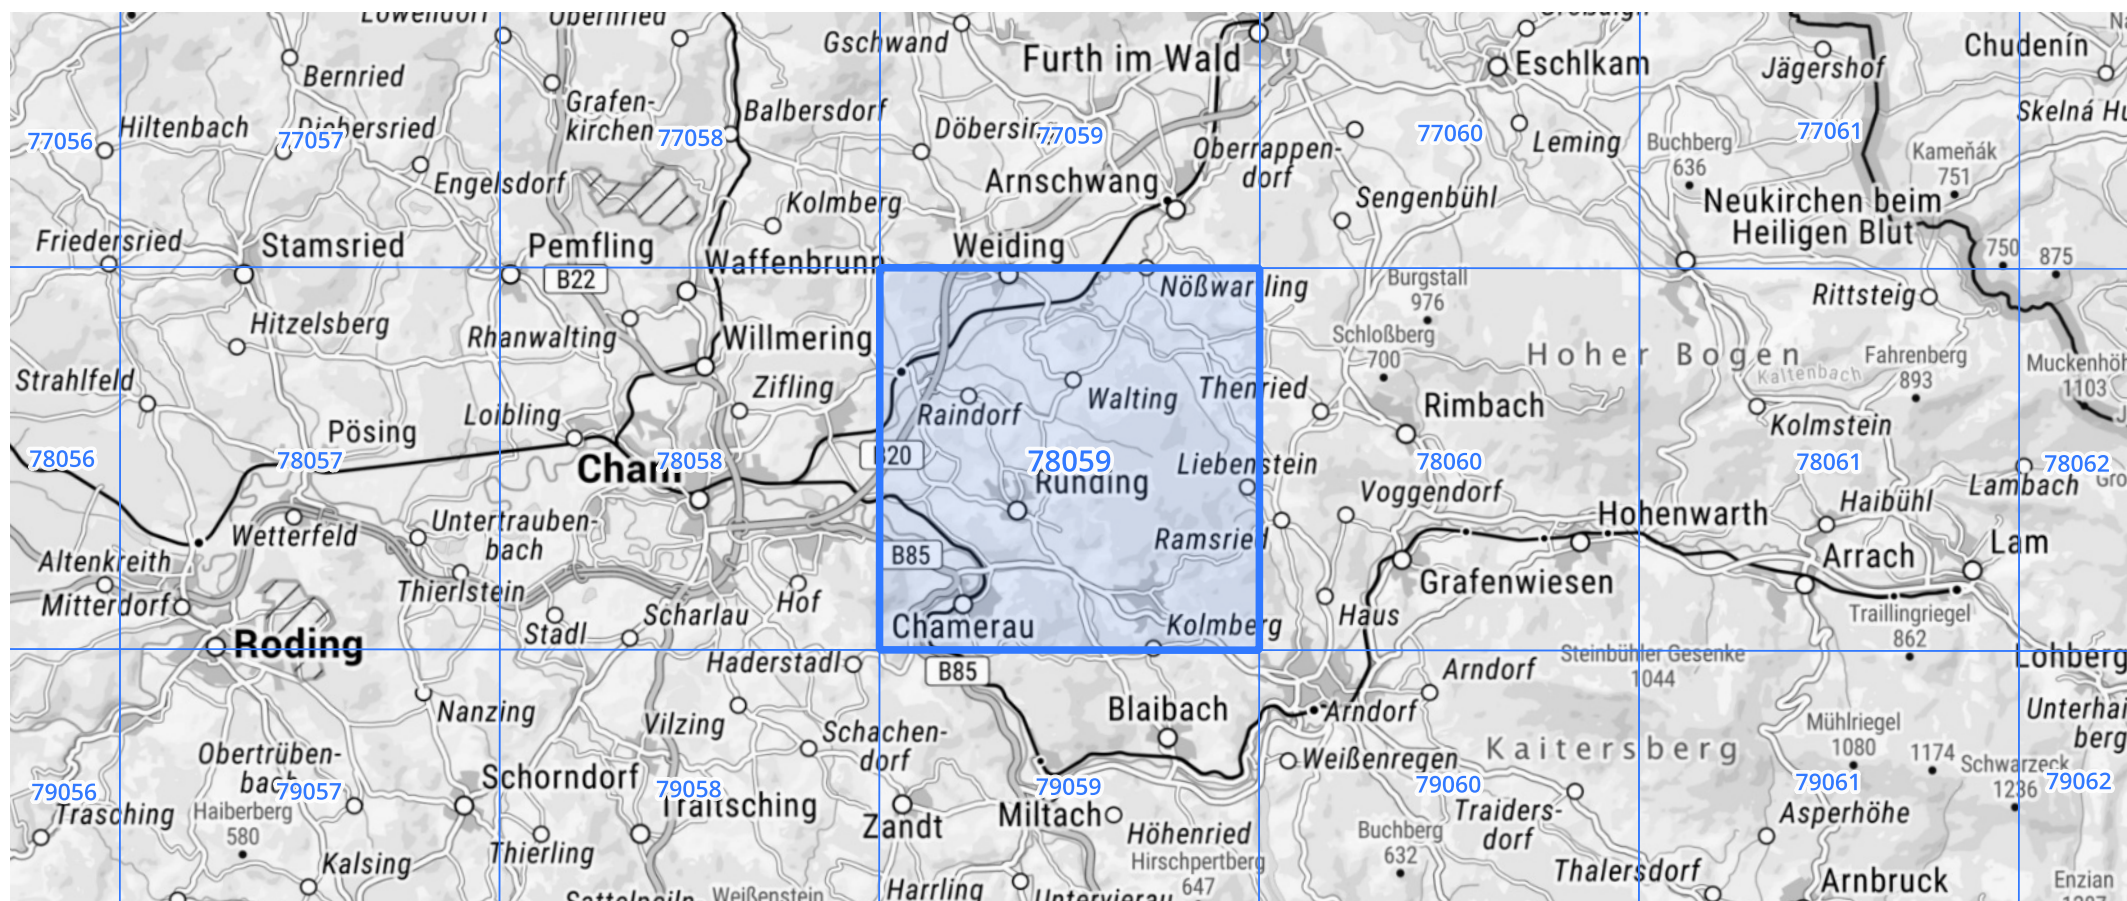 Löwendorf
Obernried
Gschwand
Furth im Wald
Eschlkam
Jägershof
Chudenín
Bernried
Grafen-
kirchen
Balbersdorf
Skelná Hu
77056
Hiltenbach
77057
77058
Döbersing
77059
77060
Leming
Buchberg
636
77061
Kameňák
751
Oberrappen-
dorf
Engelsdorf
Arnschwang
Kolmberg
Sengenbühl
Neukirchen beim
Heiligen Blut
Friedersried
Stamsried
Pemfling
Waffenbrunn
Weiding
750
875
B22
Nößwartling
Burgstall
976
Rittsteig
Hitzelsberg
Rhanwalting
Willmering
Schloßberg
700
Hoher Bogen
Kaltenbach
Fahrenberg
893
Muckenhöf
1103
Strahlfeld
Zifling
Raindorf
Walting
Thenried
Rimbach
Kolmstein
Pösing
Loibling
78056
78057
Cham
78058
B20
78059
Runding
Liebenstein
78060
78061
Lambach
78062
Voggendorf
Haibühl
Wetterfeld
Untertrauben-
bach
Hohenwarth
Altenkreith
B85
Ramsried
Arrach
Lam
Mitterdorf
Thierlstein
Hof
Grafenwiesen
Stadl
Scharlau
Chamerau
Kolmberg
Haus
Traillingriegel
862
Roding
Haderstadl
B85
Arndorf
Steinbühler Gesenke
1044
Lohberg
Nanzing
Vilzing
Schachen-
dorf
Blaibach
Arndorf
Mühlriegel
1080
Unterhai
berg
Obertrüben-
bach
Weißenregen
Kaitersberg
1174
Schwarzeck
1236
79056
79057
Schorndorf
79058
Traitsching
79059
79060
79061
79062
Trasching
Haiberberg
580
Zandt
Miltach
Höhenried
Traiders-
dorf
Asperhöhe
Kalsing
Thierling
Hirschpertberg
647
Buchberg
632
Thalersdorf
Arnbruck
Sattelpeiln
Weißenstein
Harrling
Untervierau
Enzian